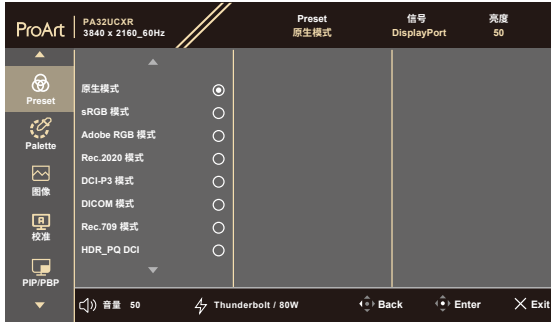 ProArt
PA32UCXR
3840 x 2160_60Hz
Preset
原生模式
信号
DisplayPort
亮度
50
Preset
Palette
图像
校准
PIP/PBP
原生模式
sRGB 模式
Adobe RGB 模式
Rec.2020 模式
DCI-P3 模式
DICOM 模式
Rec.709 模式
HDR_PQ DCI
音量 50
Thunderbolt / 80W
Back
Enter
Exit